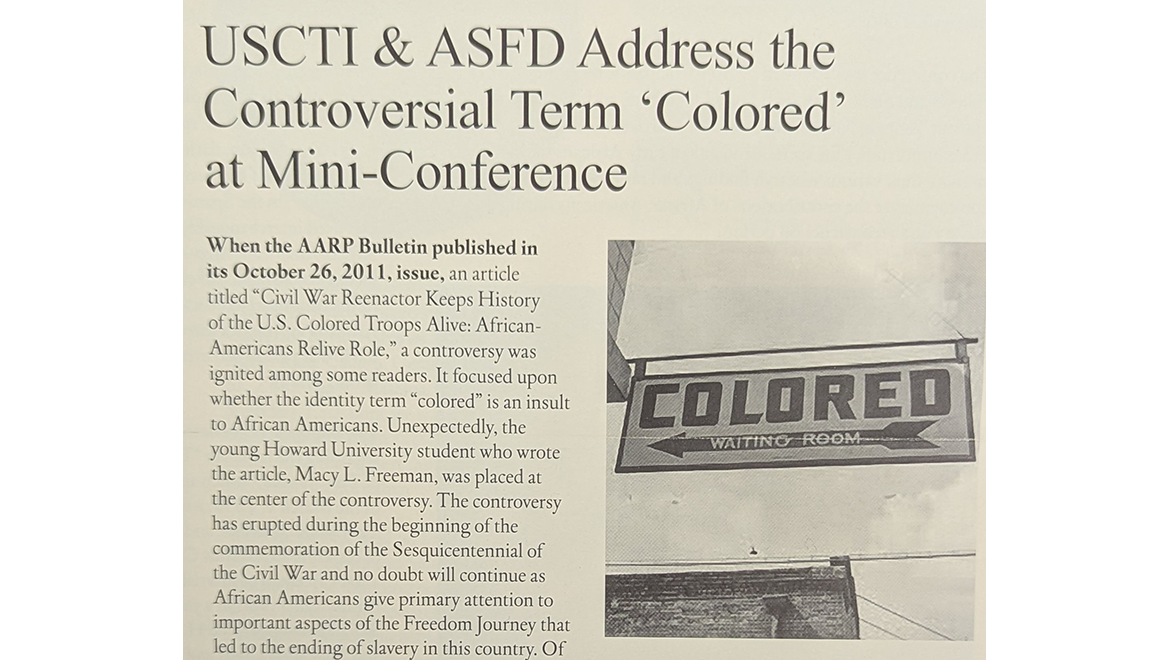 USCTI & ASFD Address the
Controversial Term ‘Colored’
at Mini-Conference
When the AARP Bulletin published in
its October 26, 2011, issue, an article
titled “Civil War Reenactor Keeps History
of the U.S. Colored Troops Alive: African-
Americans Relive Role,” a controversy was
ignited among some readers. It focused upon
whether the identity term “colored” is an insult
to African Americans. Unexpectedly, the
young Howard University student who wrote
the article, Macy L. Freeman, was placed at
the center of the controversy. The controversy
has erupted during the beginning of the
commemoration of the Sesquicentennial of
the Civil War and no doubt will continue as
African Americans give primary attention to
important aspects of the Freedom Journey that
led to the ending of slavery in this country. Of
COLORED
WAITING ROOM